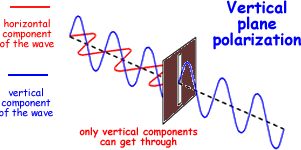 horizontal
component
of the wave
Vertical
plane
polarization
vertical
component
of the wave
only vertical components
can get through